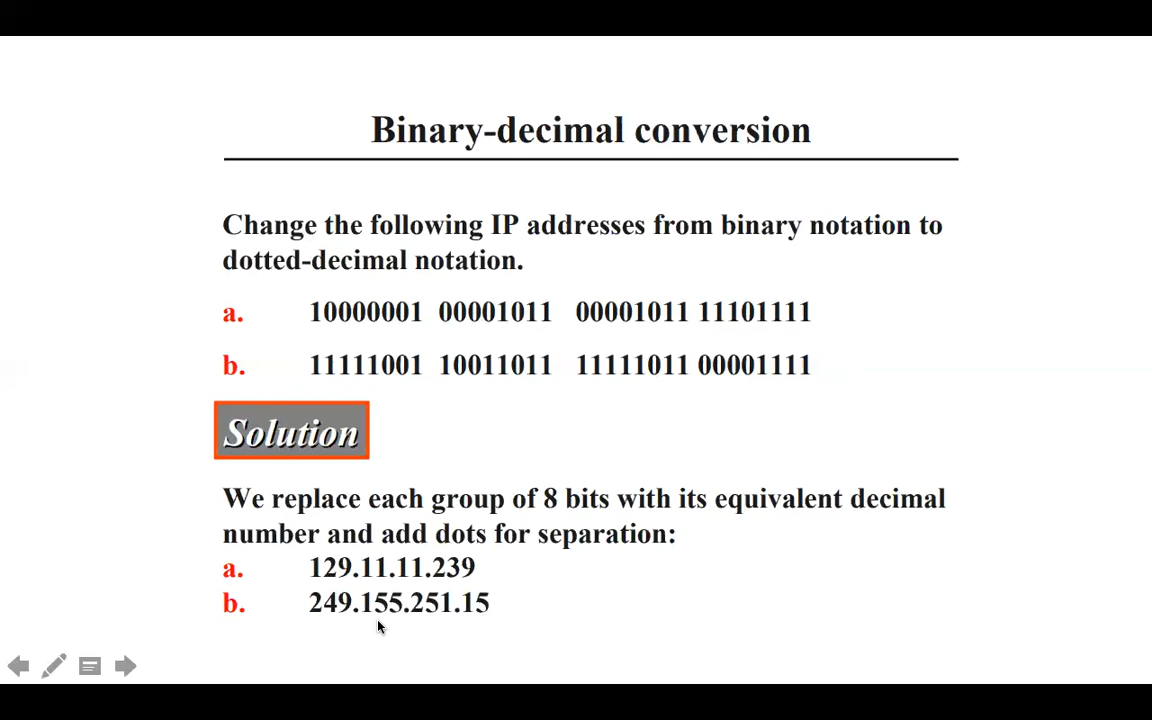 Binary-decimal conversion
Change the following IP addresses from binary notation to
dotted-decimal notation.
a. 10000001 00001011 00001011 11101111
b. 11111001 10011011 11111011 00001111
Solution
We replace each group of 8 bits with its equivalent decimal
number and add dots for separation:
a. 129.11.11.239
b. 249.155.251.15